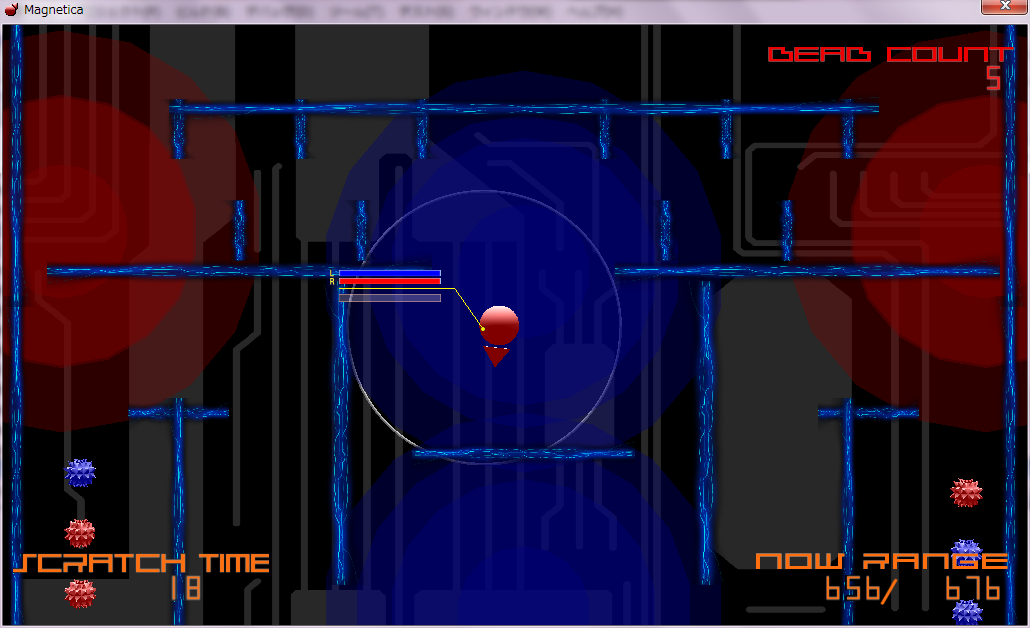 Magnetica
DEAD COUNT
5
L
R
SCRATCH TIME
18
NOW RANGE
656/ 676